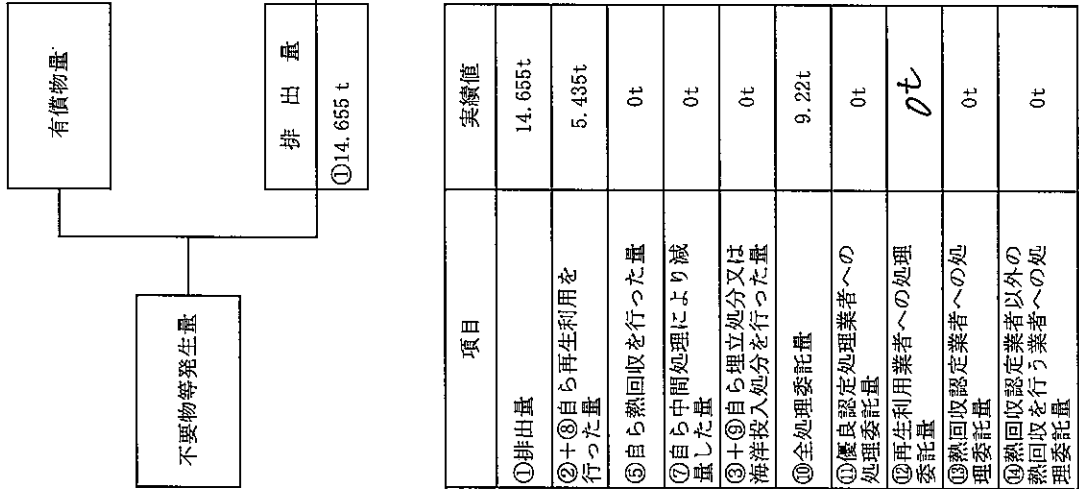 有償物量
排出量
①14.655 t
不要物等発生量
項目
実績値
①排出量
14.655t
②+⑧自ら再生利用を
行った量
5.435t
⑤自ら熱回収を行った量
0t
⑦自ら中間処理により減
量した量
0t
③+⑨自ら埋立処分又は
海洋投入処分を行った量
0t
⑩全処理委託量
9.22t
⑪優良認定処理業者への
処理委託量
0t
⑫再生利用業者への処理
委託量
0t
⑬熱回収認定業者への処
理委託量
0t
⑭熱回収認定業者以外の
熱回収を行う業者への処
理委託量
0t